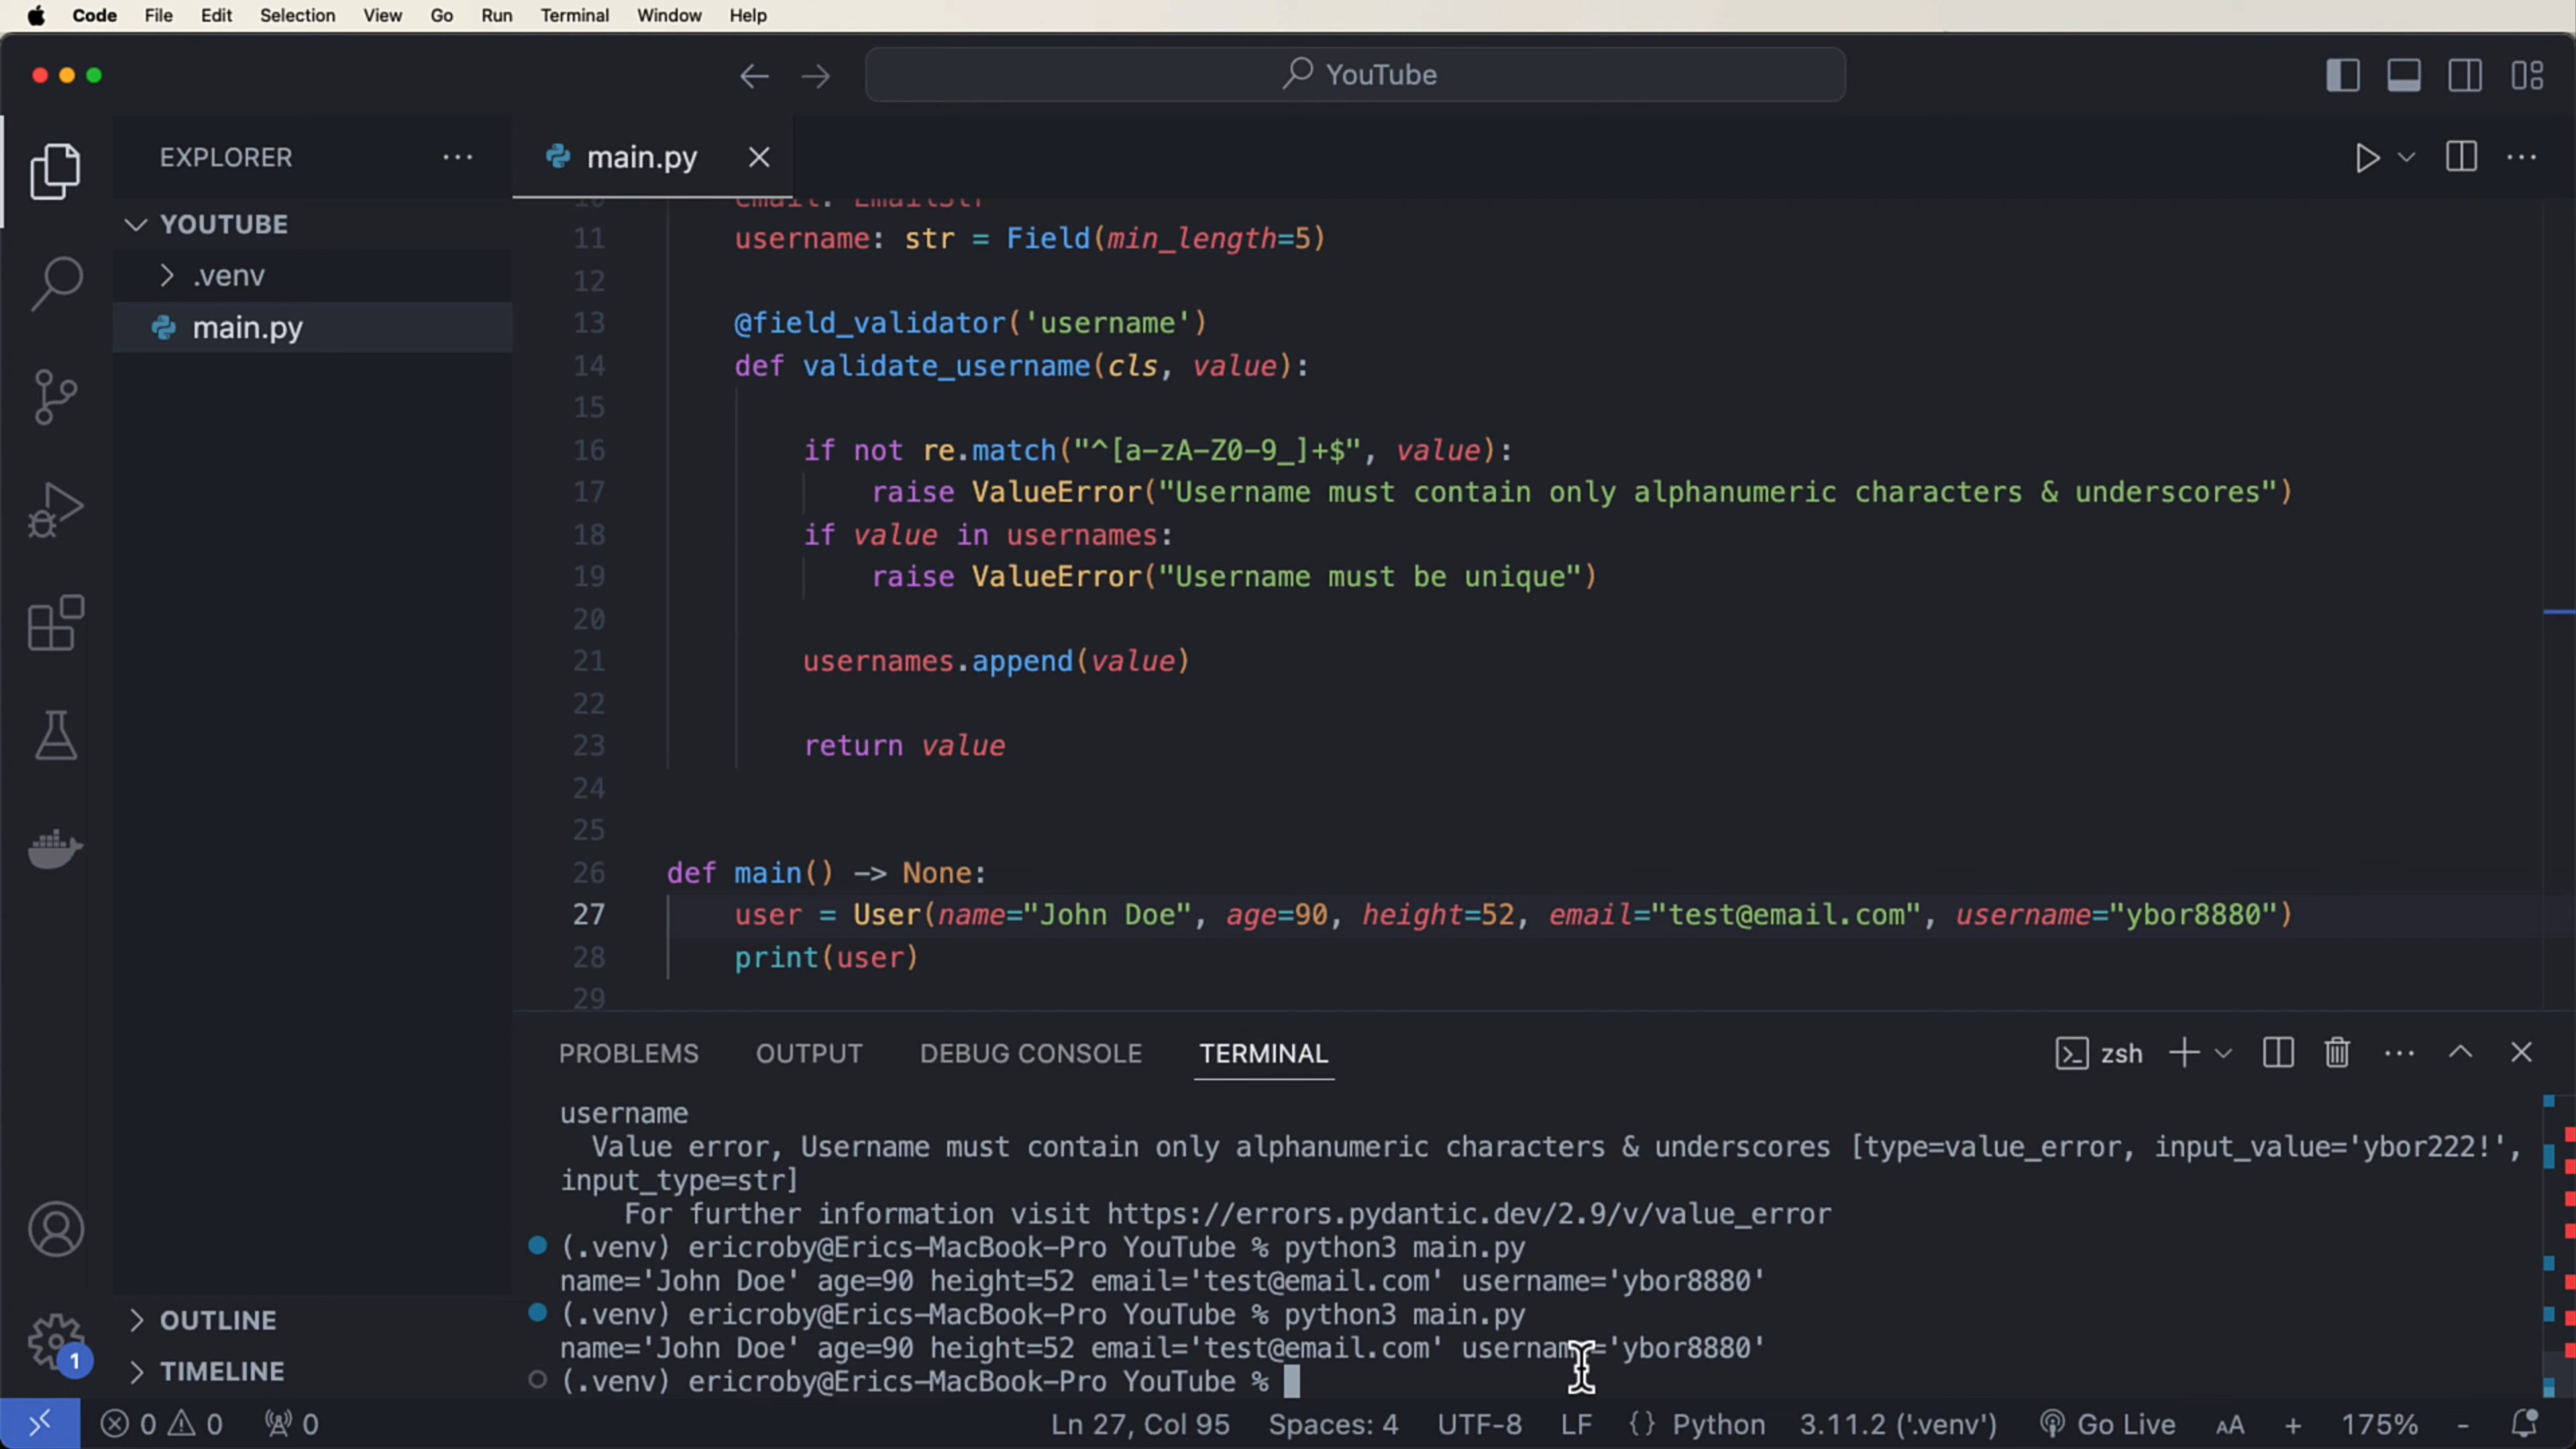 Code File Edit Selection View Go Run Terminal Window Help
YouTube
EXPLORER
YOUTUBE
.venv
main.py
main.py
10 email: EmailStr
11 username: str = Field(min_length=5)
12
13 @field_validator('username')
14 def validate_username(cls, value):
15
16 if not re.match("^[a-zA-Z0-9_]+$", value):
17 raise ValueError("Username must contain only alphanumeric characters & underscores")
18 if value in usernames:
19 raise ValueError("Username must be unique")
20
21 usernames.append(value)
22
23 return value
24
25
26 def main() -> None:
27 user = User(name="John Doe", age=90, height=52, email="test@email.com", username="ybor8880")
28 print(user)
29
PROBLEMS OUTPUT DEBUG CONSOLE TERMINAL
zsh
username
Value error, Username must contain only alphanumeric characters & underscores [type=value_error, input_value='ybor222!',
input_type=str]
For further information visit https://errors.pydantic.dev/2.9/v/value_error
(.venv) ericroby@Erics-MacBook-Pro YouTube % python3 main.py
name='John Doe' age=90 height=52 email='test@email.com' username='ybor8880'
(.venv) ericroby@Erics-MacBook-Pro YouTube % python3 main.py
name='John Doe' age=90 height=52 email='test@email.com' username='ybor8880'
(.venv) ericroby@Erics-MacBook-Pro YouTube %
OUTLINE
TIMELINE
1
0 0 0
Ln 27, Col 95 Spaces: 4 UTF-8 LF {} Python 3.11.2 ('.venv') Go Live AA + 175% -